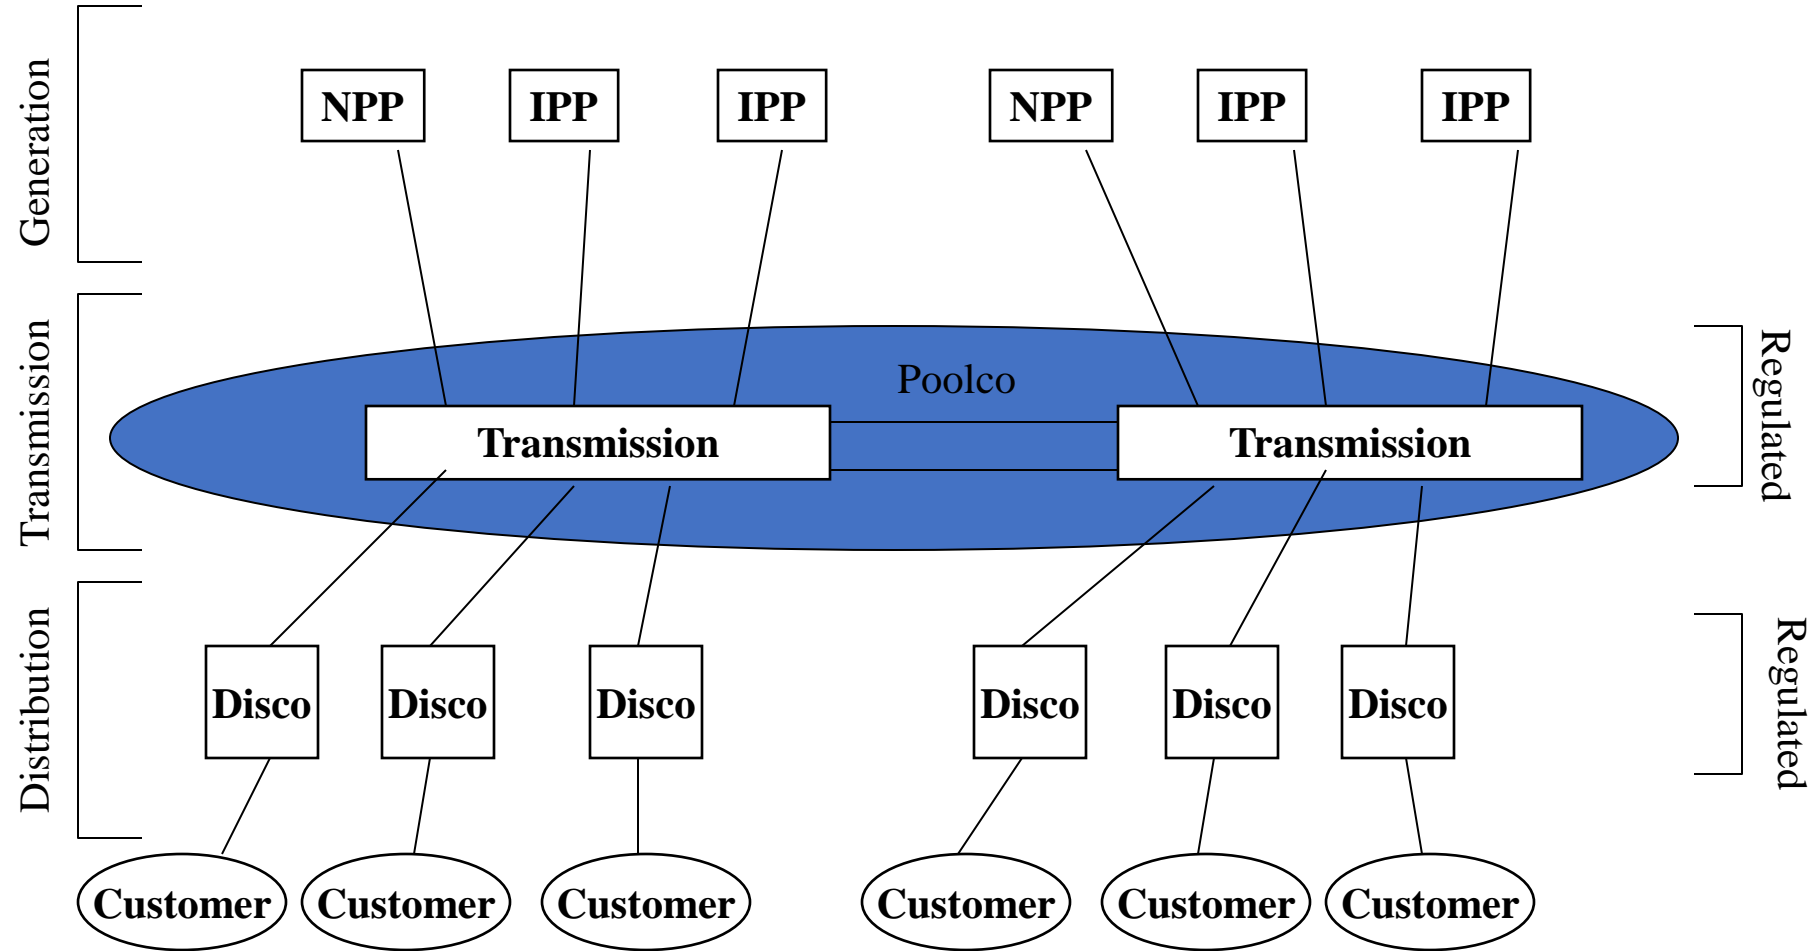 Generation
NPP
IPP
IPP
NPP
IPP
IPP
Transmission
Poolco
Transmission
Transmission
Regulated
Distribution
Disco
Disco
Disco
Disco
Disco
Disco
Regulated
Customer
Customer
Customer
Customer
Customer
Customer